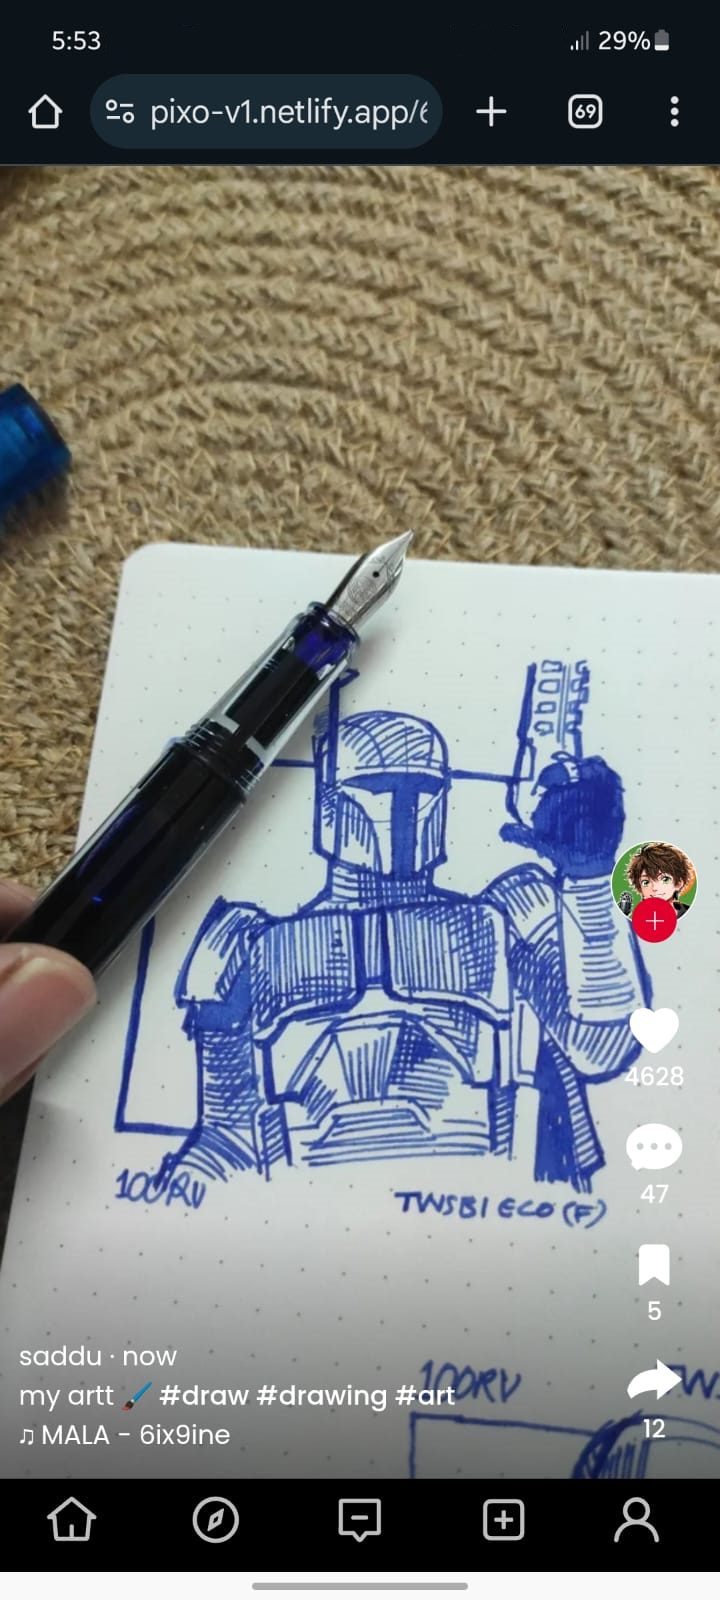 5:53
29%
pixo-v1.netlify.app/6
69
100RV
TWSBI ECO (F)
4628
47
5
saddu · now
my artt 🖌️ #draw #drawing #art
100RV
TW
♫ MALA - 6ix9ine
12